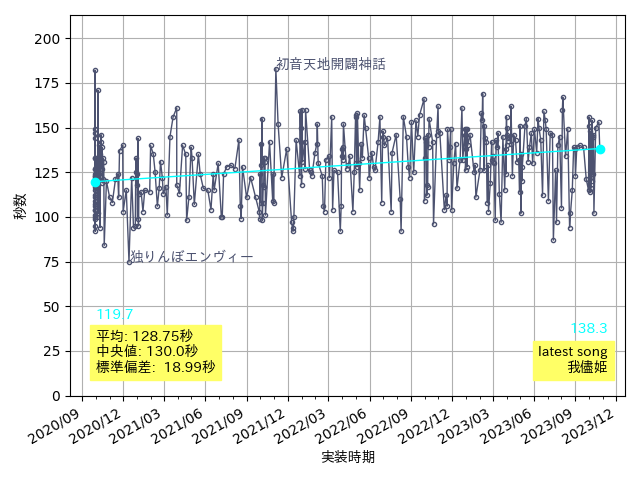 200
175
150
125
100
75
50
25
0
秒数
初音天地開闢神話
独りんぼエンヴィー
119.7
138.3
平均: 128.75秒
中央値: 130.0秒
標準偏差: 18.99秒
latest song
我儘姫
2020/09
2020/12
2021/03
2021/06
2021/09
2021/12
2022/03
2022/06
2022/09
2022/12
2023/03
2023/06
2023/09
2023/12
実装時期